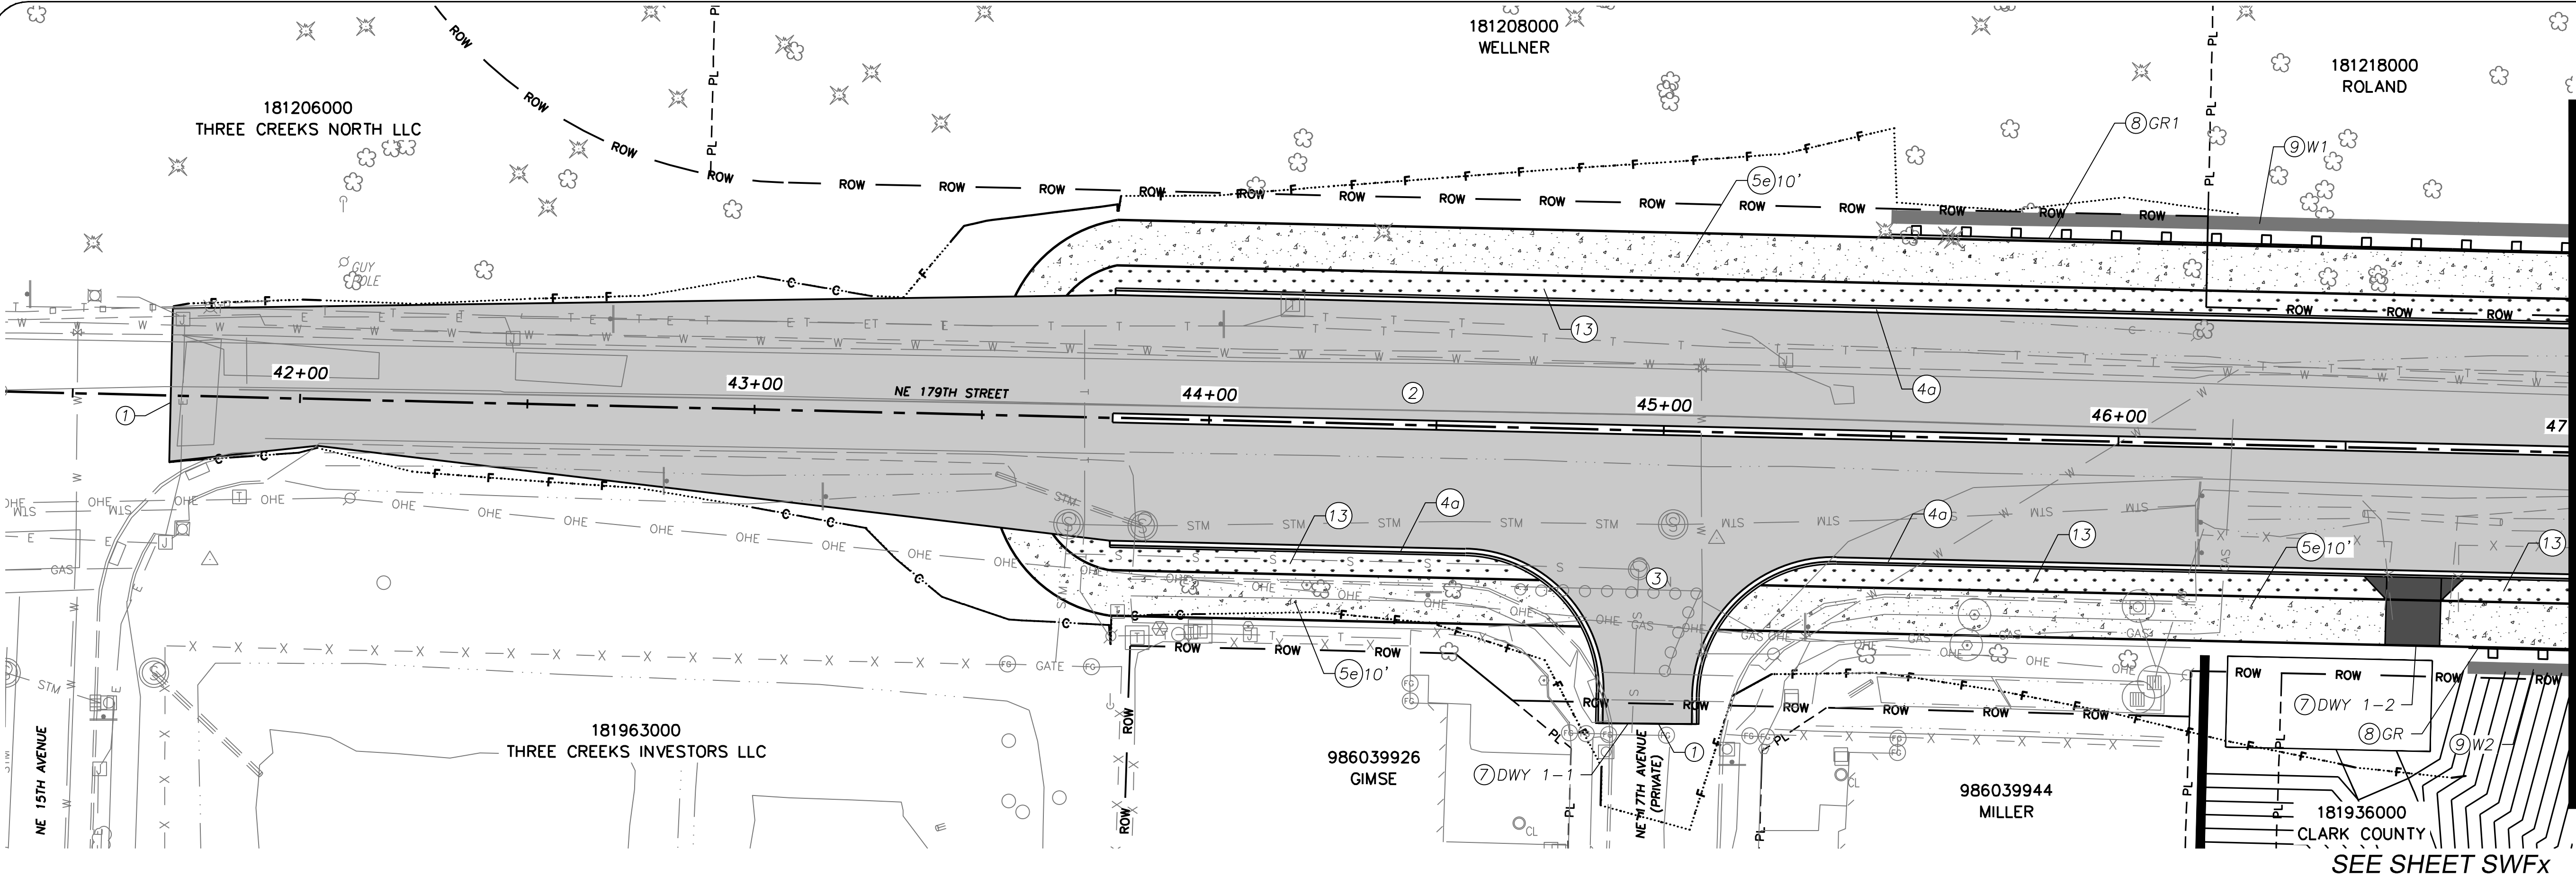 181208000
WELLNER
181218000
ROLAND
181206000
THREE CREEKS NORTH LLC
8 GR1
9 W1
5e 10'
ROW
PL
GUY
POLE
13
4a
42+00
43+00
NE 179TH STREET
44+00
2
45+00
46+00
47
1
13
4a
4a
13
5e 10'
13
3
5e 10'
GATE
181963000
THREE CREEKS INVESTORS LLC
NE 15TH AVENUE
986039926
GIMSE
7 DWY 1-1
NE 17TH AVENUE
(PRIVATE)
1
986039944
MILLER
7 DWY 1-2
8 GR
9 W2
181936000
CLARK COUNTY
SEE SHEET SWFx